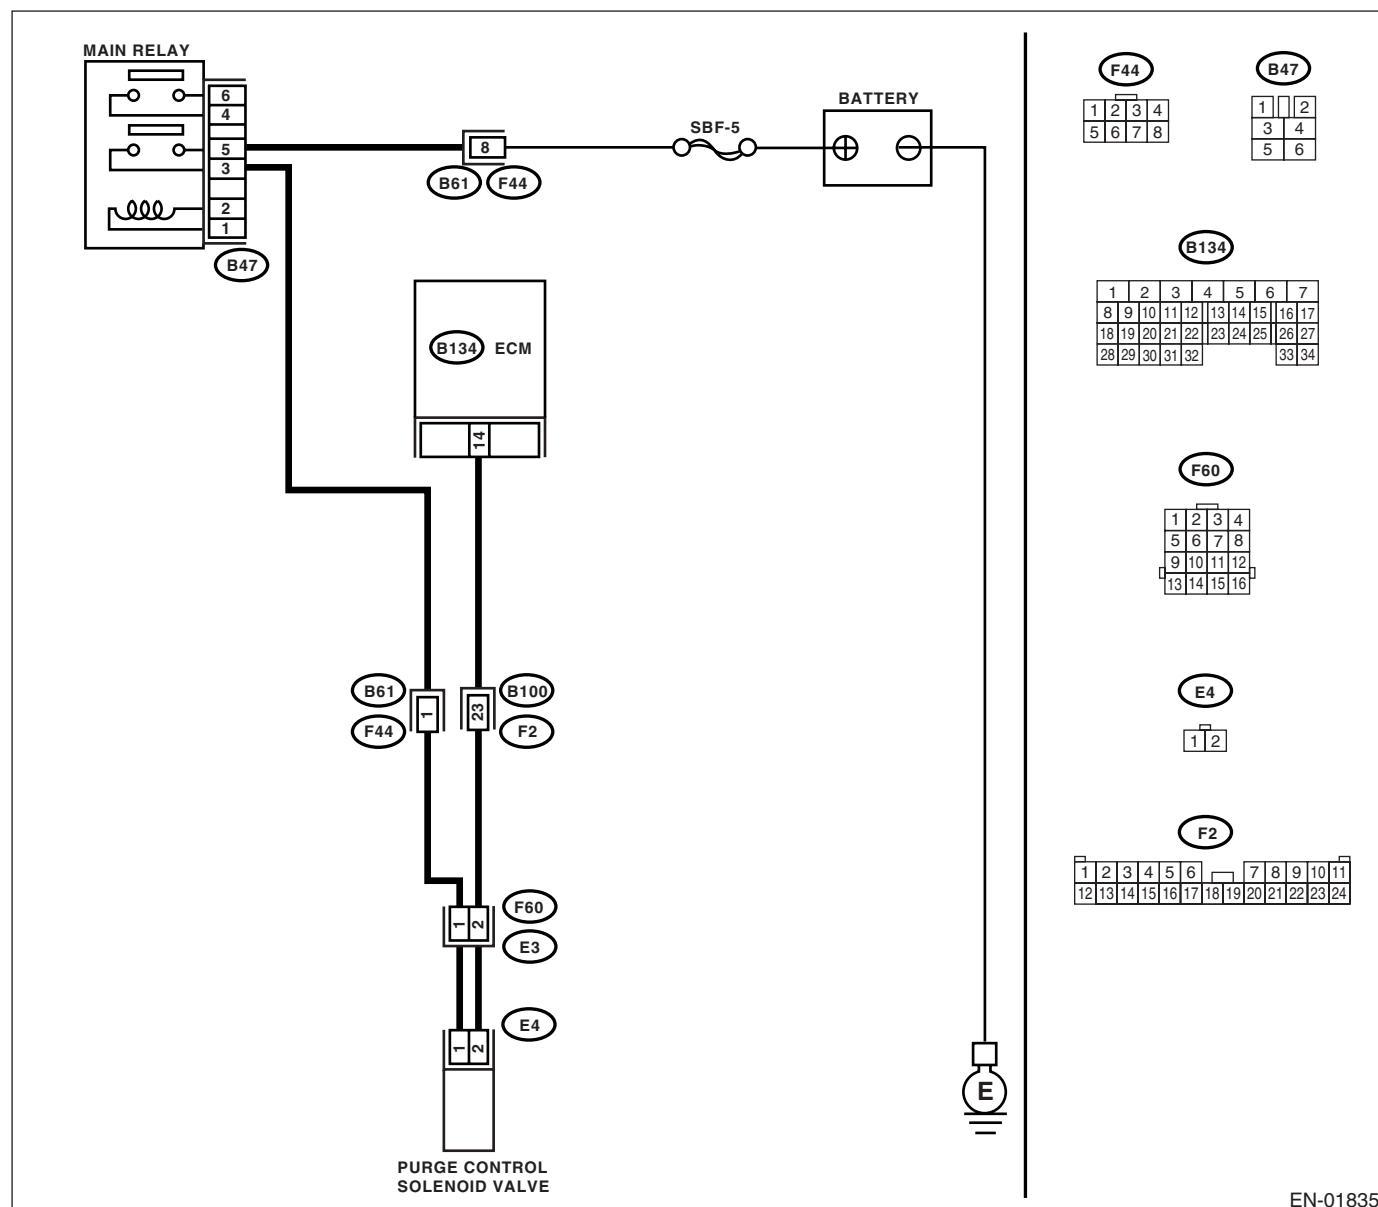 MAIN RELAY
6
4
5
3
2
1
B47
8
B61 F44
SBF-5
BATTERY
B134 ECM
14
B61
F44
1
23
B100
F2
1 2
F60
E3
1 2
E4
PURGE CONTROL
SOLENOID VALVE
E
F44
1 2 3 4
5 6 7 8
B47
1 2
3 4
5 6
B134
1 2 3 4 5 6 7
8 9 10 11 12 13 14 15 16 17
18 19 20 21 22 23 24 25 26 27
28 29 30 31 32 33 34
F60
1 2 3 4
5 6 7 8
9 10 11 12
13 14 15 16
E4
1 2
F2
1 2 3 4 5 6 7 8 9 10 11
12 13 14 15 16 17 18 19 20 21 22 23 24
EN-01835